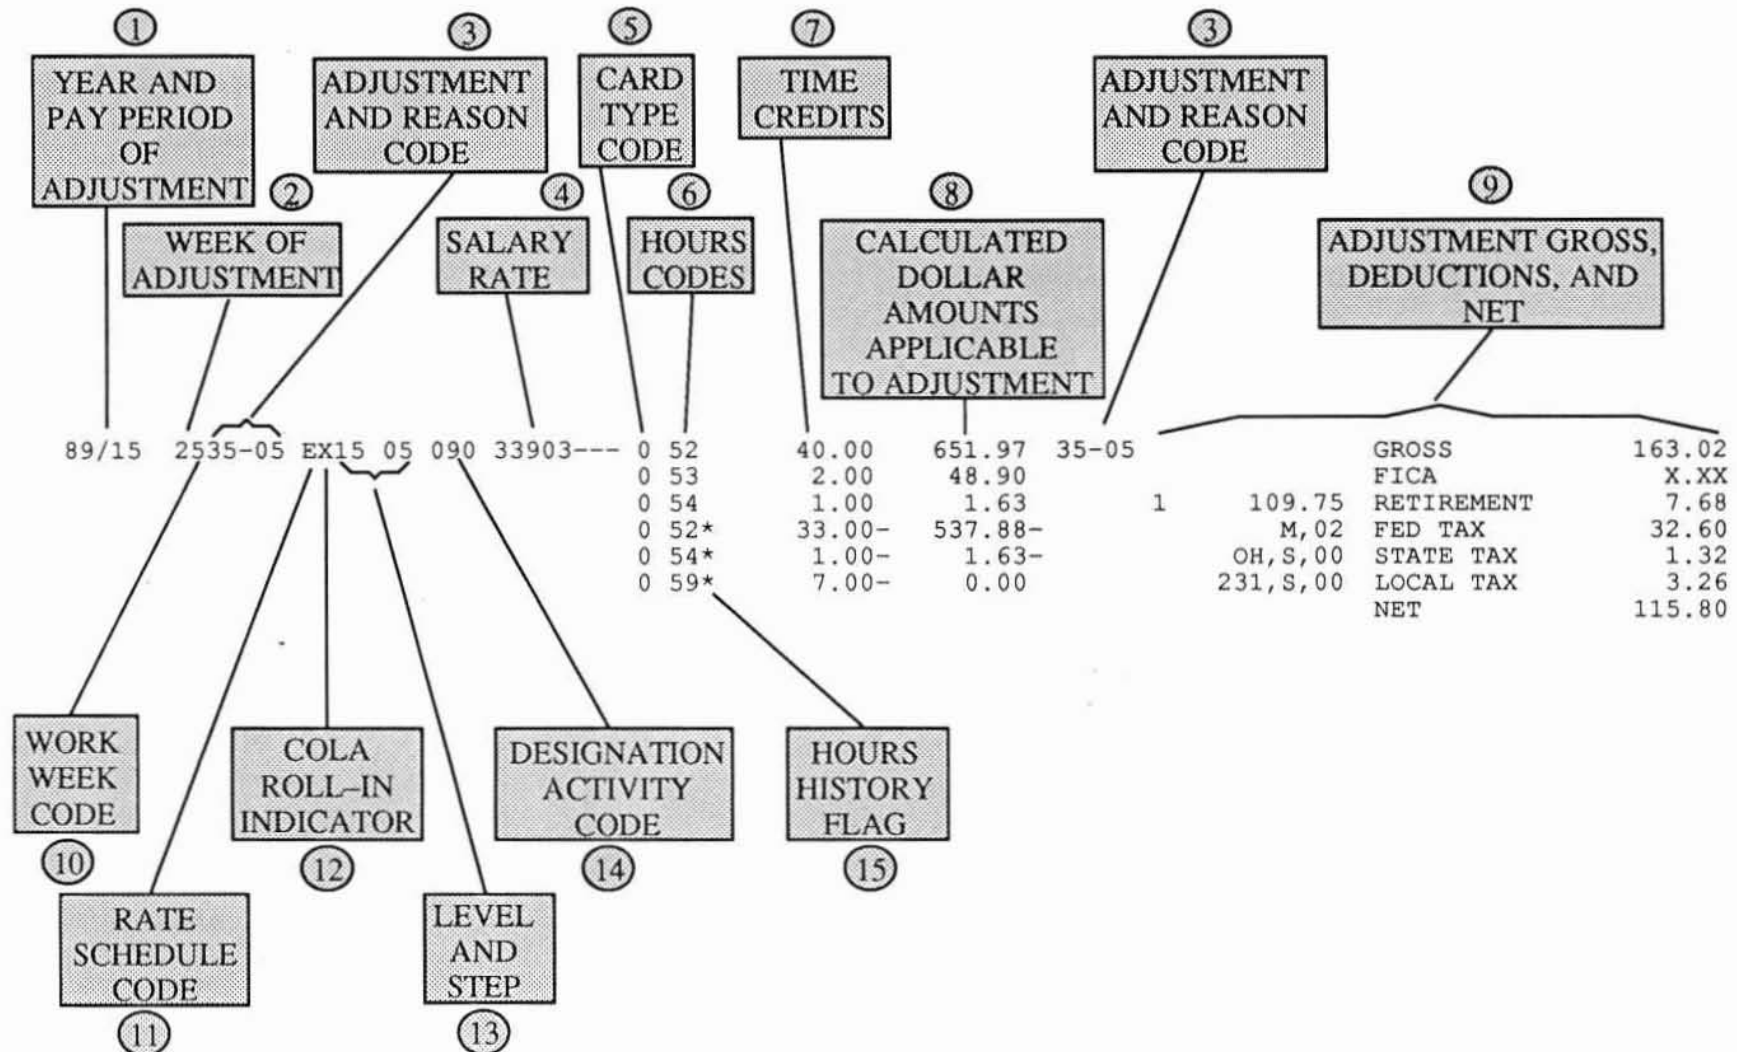 1
YEAR AND
PAY PERIOD
OF
ADJUSTMENT
2
WEEK OF
ADJUSTMENT
3
ADJUSTMENT
AND REASON
CODE
4
SALARY
RATE
5
CARD
TYPE
CODE
6
HOURS
CODES
7
TIME
CREDITS
8
CALCULATED
DOLLAR
AMOUNTS
APPLICABLE
TO ADJUSTMENT
3
ADJUSTMENT
AND REASON
CODE
9
ADJUSTMENT GROSS,
DEDUCTIONS, AND
NET
89/15 2535-05 EX15 05 090 33903--- 0 52 40.00 651.97 35-05 GROSS 163.02
0 53 2.00 48.90 FICA X.XX
0 54 1.00 1.63 1 109.75 RETIREMENT 7.68
0 52* 33.00- 537.88- M,02 FED TAX 32.60
0 54* 1.00- 1.63- OH,S,00 STATE TAX 1.32
0 59* 7.00- 0.00 231,S,00 LOCAL TAX 3.26
NET 115.80
WORK
WEEK
CODE
10
RATE
SCHEDULE
CODE
11
COLA
ROLL-IN
INDICATOR
12
LEVEL
AND
STEP
13
DESIGNATION
ACTIVITY
CODE
14
HOURS
HISTORY
FLAG
15